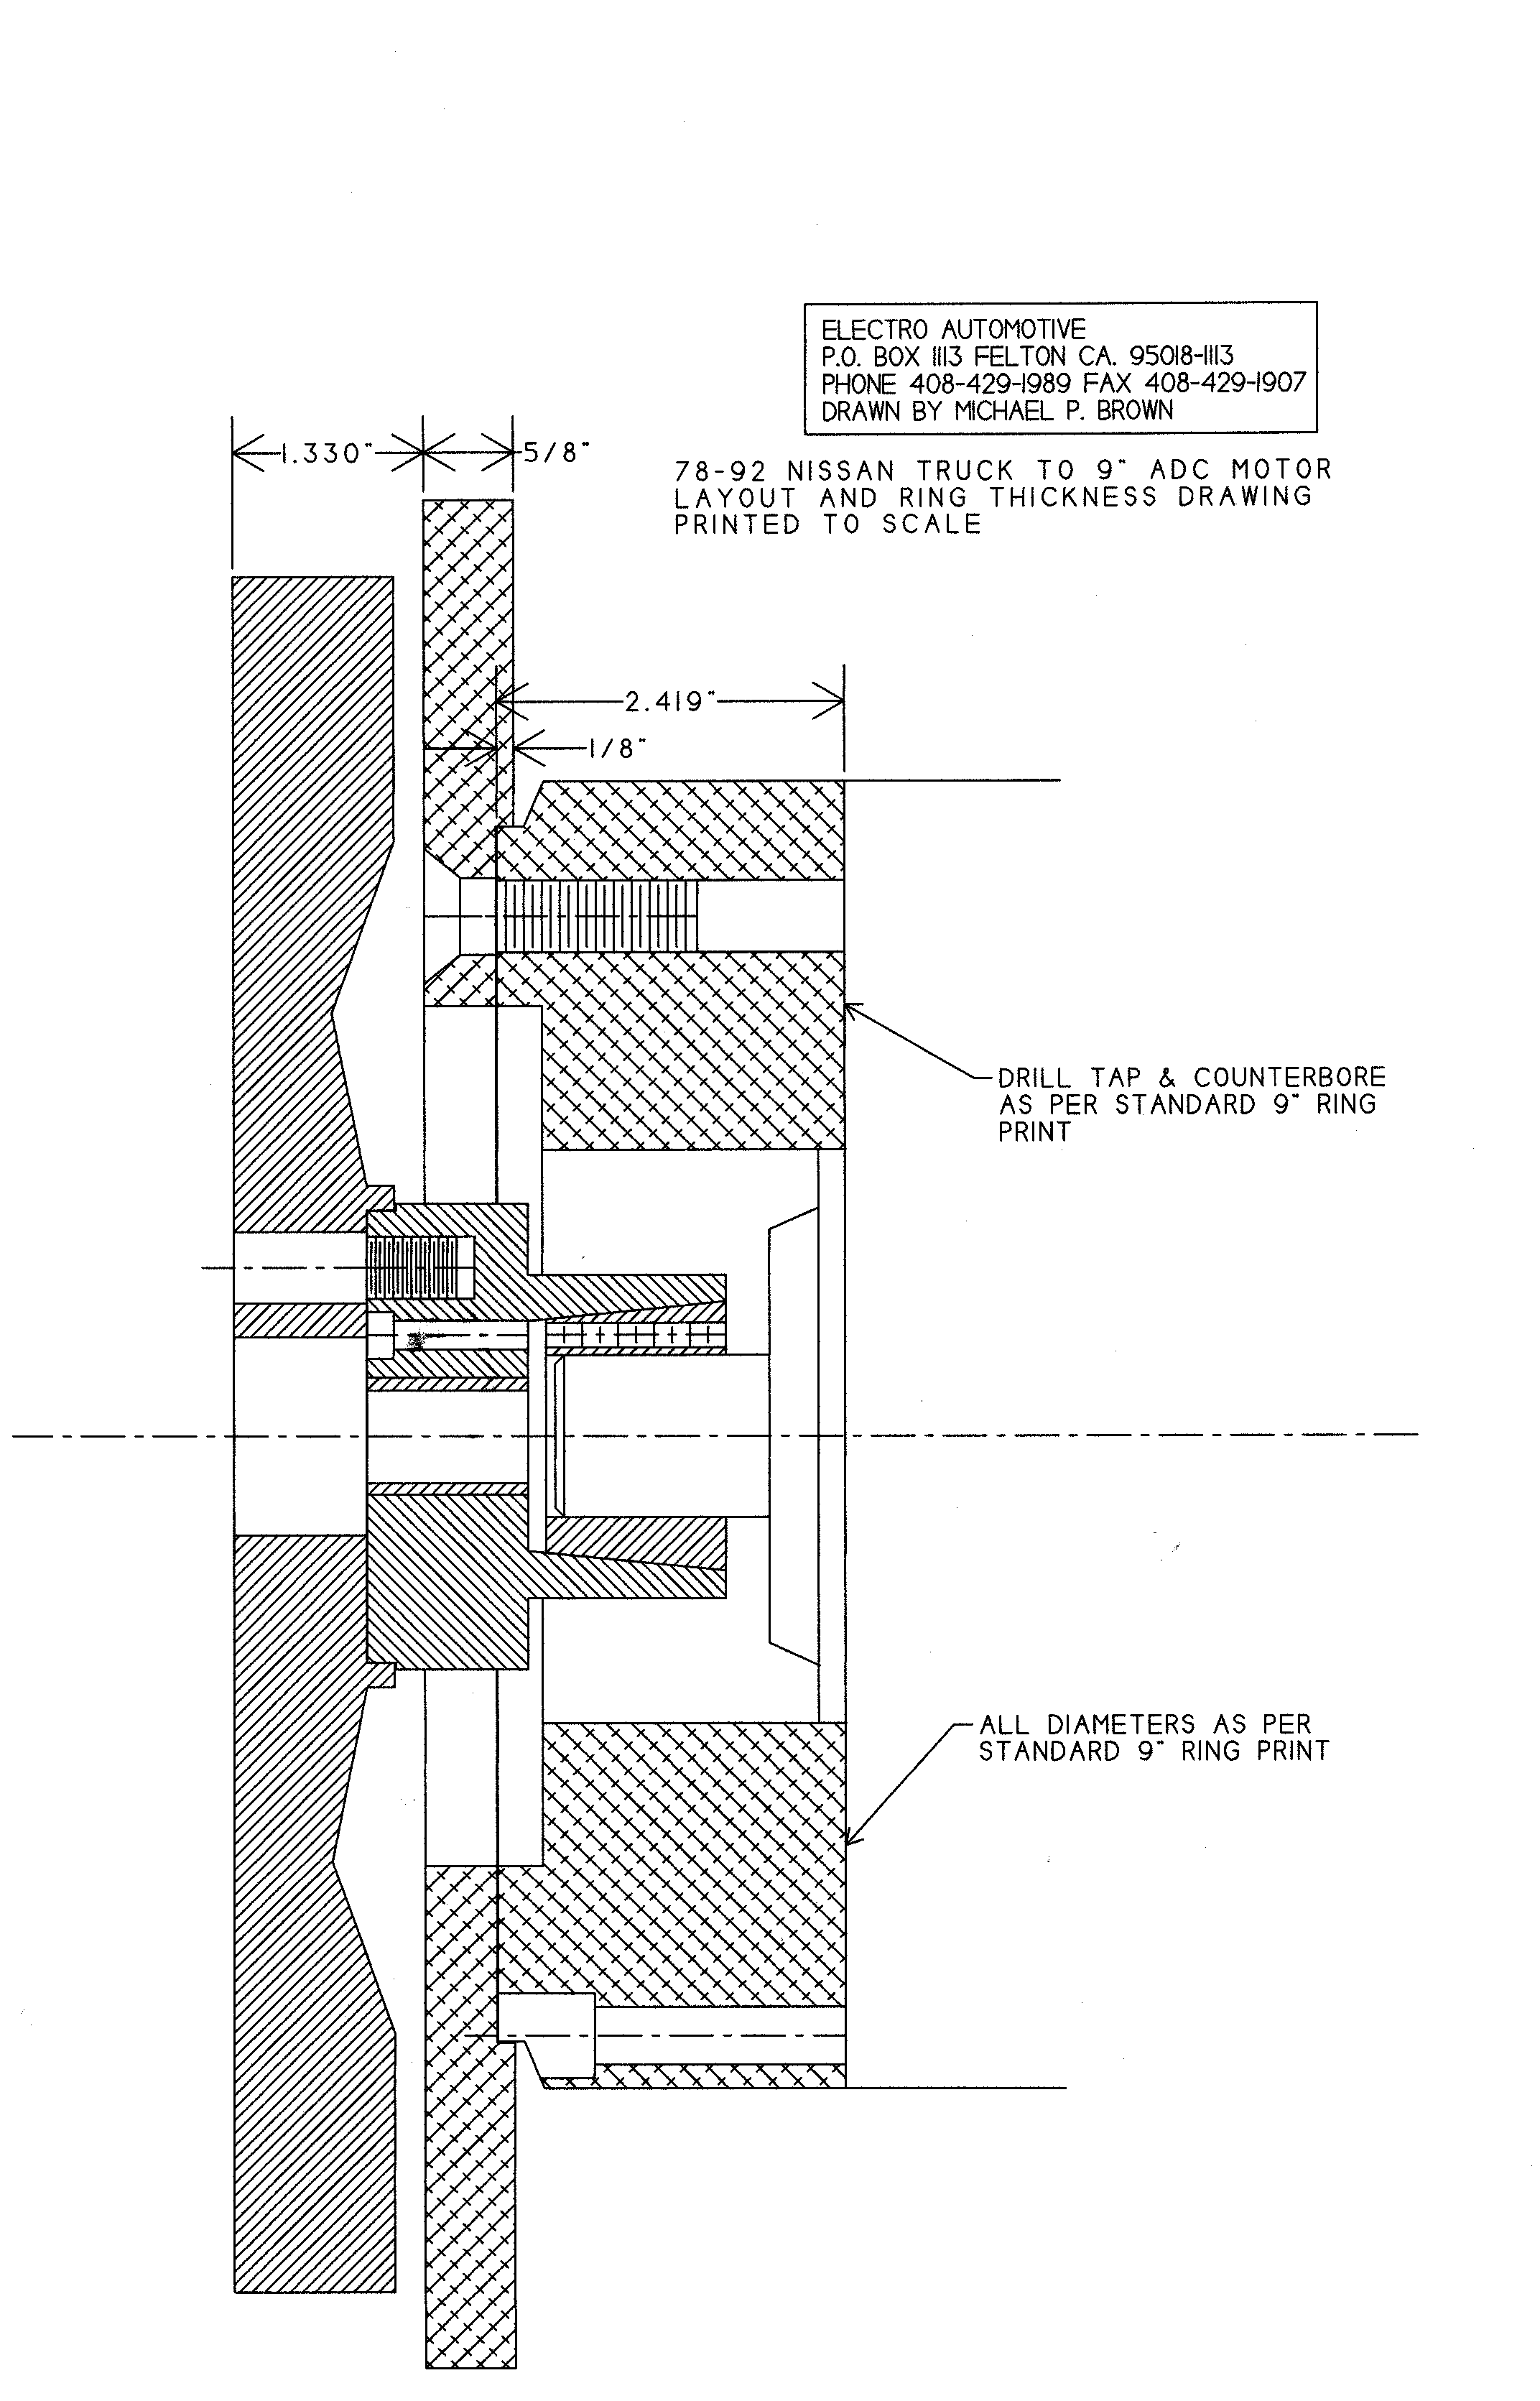 ELECTRO AUTOMOTIVE
P.O. BOX 1113 FELTON CA. 95018-1113
PHONE 408-429-1989 FAX 408-429-1907
DRAWN BY MICHAEL P. BROWN
1.330"
5/8"
78-92 NISSAN TRUCK TO 9" ADC MOTOR
LAYOUT AND RING THICKNESS DRAWING
PRINTED TO SCALE
2.419"
1/8"
DRILL TAP & COUNTERBORE
AS PER STANDARD 9" RING
PRINT
ALL DIAMETERS AS PER
STANDARD 9" RING PRINT